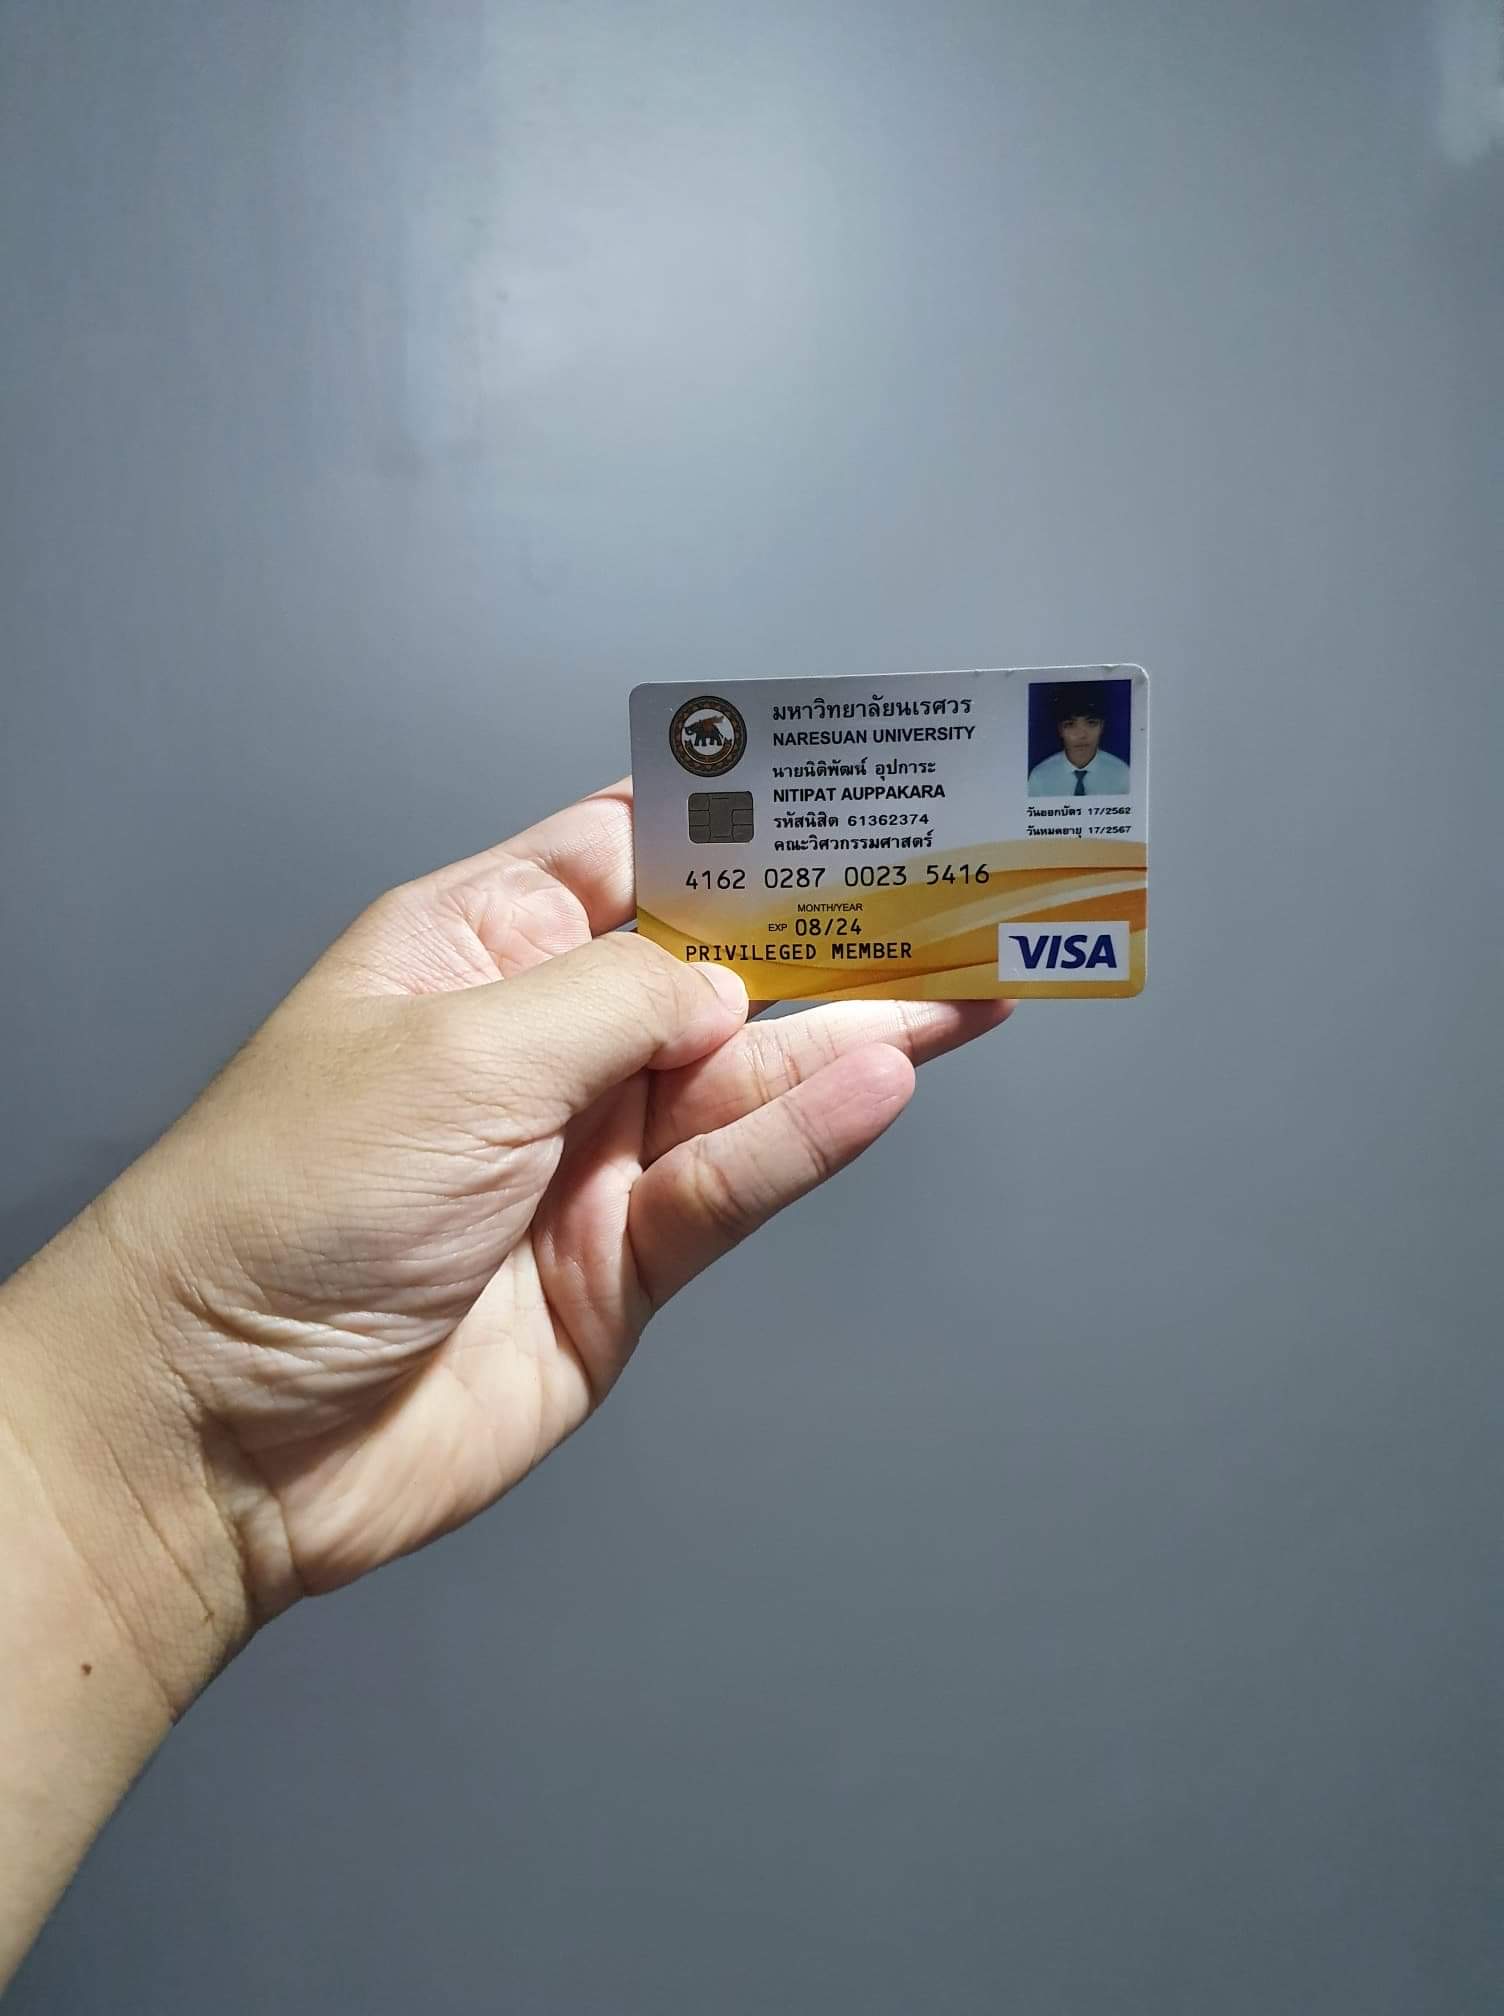 มหาวิทยาลัยนเรศวร
NARESUAN UNIVERSITY
นายนิติพัฒน์ อุปการะ
NITIPAT AUPPAKARA
รหัสนิสิต 61362374
คณะวิศวกรรมศาสตร์
วันออกบัตร 17/2562
วันหมดอายุ 17/2567
4162 0287 0023 5416
MONTH/YEAR
EXP 08/24
PRIVILEGED MEMBER
VISA